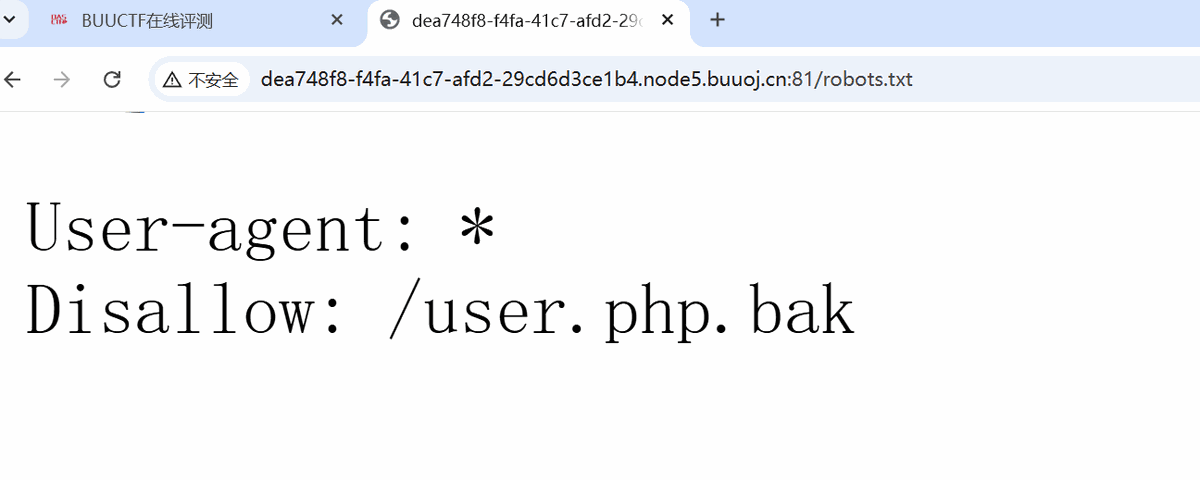 BUUCTF在线评测
dea748f8-f4fa-41c7-afd2-29c
不安全
dea748f8-f4fa-41c7-afd2-29cd6d3ce1b4.node5.buuoj.cn:81/robots.txt
User-agent: *
Disallow: /user.php.bak